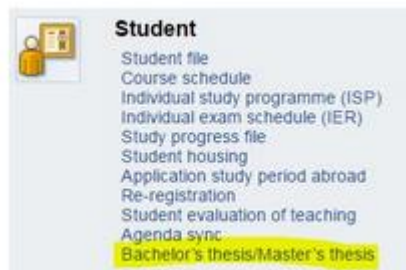 Student
Student file
Course schedule
Individual study programme (ISP)
Individual exam schedule (IER)
Study progress file
Student housing
Application study period abroad
Re-registration
Student evaluation of teaching
Agenda sync
Bachelor's thesis/Master's thesis